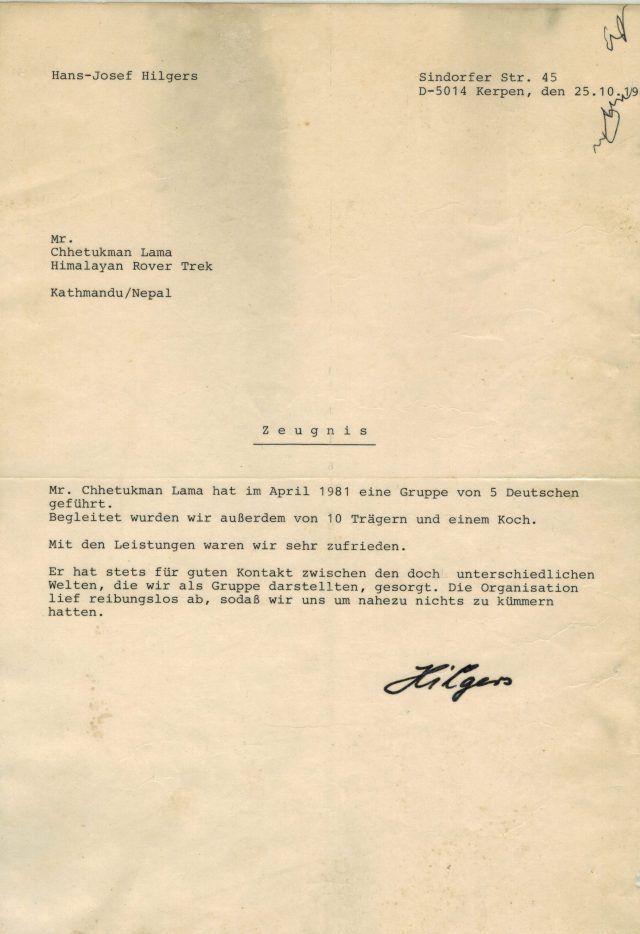 Hans-Josef Hilgers
Sindorfer Str. 45
D-5014 Kerpen, den 25.10.19
Mr.
Chhetukman Lama
Himalayan Rover Trek
Kathmandu/Nepal
Z e u g n i s
Mr. Chhetukman Lama hat im April 1981 eine Gruppe von 5 Deutschen
geführt.
Begleitet wurden wir außerdem von 10 Trägern und einem Koch.
Mit den Leistungen waren wir sehr zufrieden.
Er hat stets für guten Kontakt zwischen den doch unterschiedlichen
Welten, die wir als Gruppe darstellten, gesorgt. Die Organisation
lief reibungslos ab, sodaß wir uns um nahezu nichts zu kümmern
hatten.
Hilgers